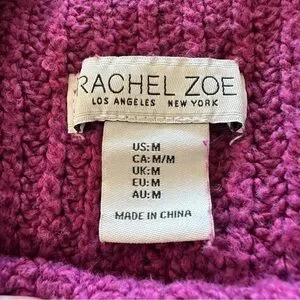 RACHEL ZOE
LOS ANGELES NEW YORK
US: M
CA: M/M
UK: M
EU: M
AU: M
MADE IN CHINA